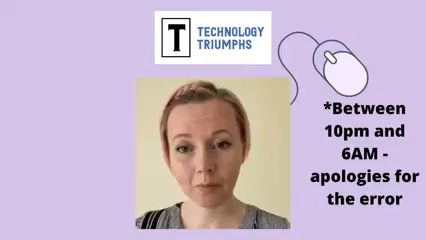 T
TECHNOLOGY
TRIUMPHS
*Between
10pm and
6AM -
apologies for
the error